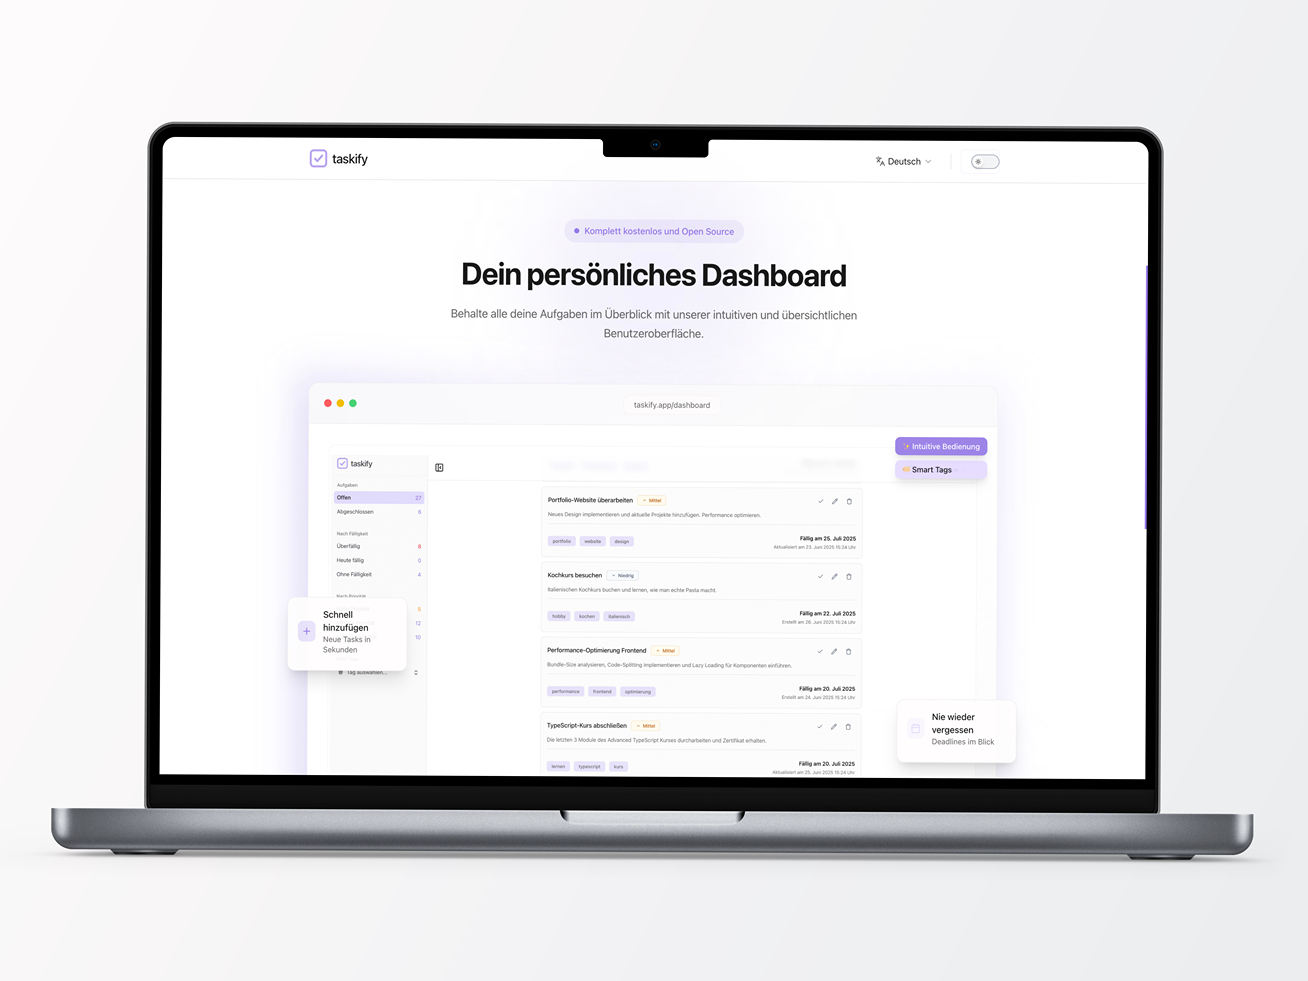 taskify
Deutsch
Komplett kostenlos und Open Source
Dein persönliches Dashboard
Behalte alle deine Aufgaben im Überblick mit unserer intuitiven und übersichtlichen
Benutzeroberfläche.
taskify.app/dashboard
Intuitive Bedienung
Smart Tags
taskify
Aufgaben
Offen 27
Abgeschlossen 6
Nach Fälligkeit
Überfällig 8
Heute fällig 0
Ohne Fälligkeit 4
Nach Priorität
5
12
10
Tag auswählen...
Schnell
hinzufügen
Neue Tasks in
Sekunden
Portfolio-Website überarbeiten Mittel
Neues Design implementieren und aktuelle Projekte hinzufügen. Performance optimieren.
portfolio website design
Fällig am 25. Juli 2025
Aktualisiert am 23. Juni 2025 15:24 Uhr
Kochkurs besuchen Niedrig
Italienischen Kochkurs buchen und lernen, wie man echte Pasta macht.
hobby kochen italienisch
Fällig am 22. Juli 2025
Erstellt am 26. Juni 2025 15:24 Uhr
Performance-Optimierung Frontend Mittel
Bundle-Size analysieren, Code-Splitting implementieren und Lazy Loading für Komponenten einführen.
performance frontend optimierung
Fällig am 20. Juli 2025
Erstellt am 24. Juni 2025 15:24 Uhr
TypeScript-Kurs abschließen Mittel
Die letzten 3 Module des Advanced TypeScript Kurses durcharbeiten und Zertifikat erhalten.
lernen typescript kurs
Fällig am 20. Juli 2025
Aktualisiert am 25. Juni 2025 15:24 Uhr
Nie wieder
vergessen
Deadlines im Blick